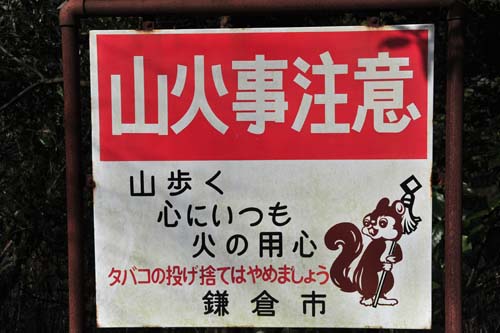 山火事注意
山歩く
心にいつも
火の用心
タバコの投げ捨てはやめましょう
鎌倉市